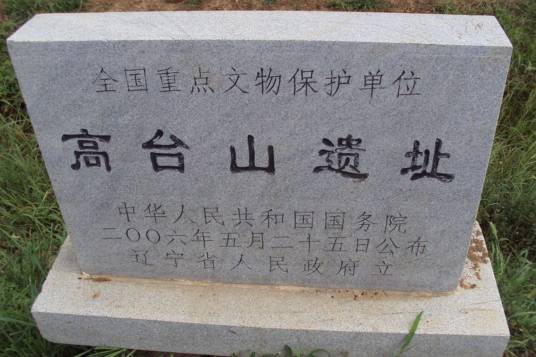 全国重点文物保护单位
高台山遗址
中华人民共和国国务院
二〇〇六年五月二十五日公布
辽宁省人民政府立